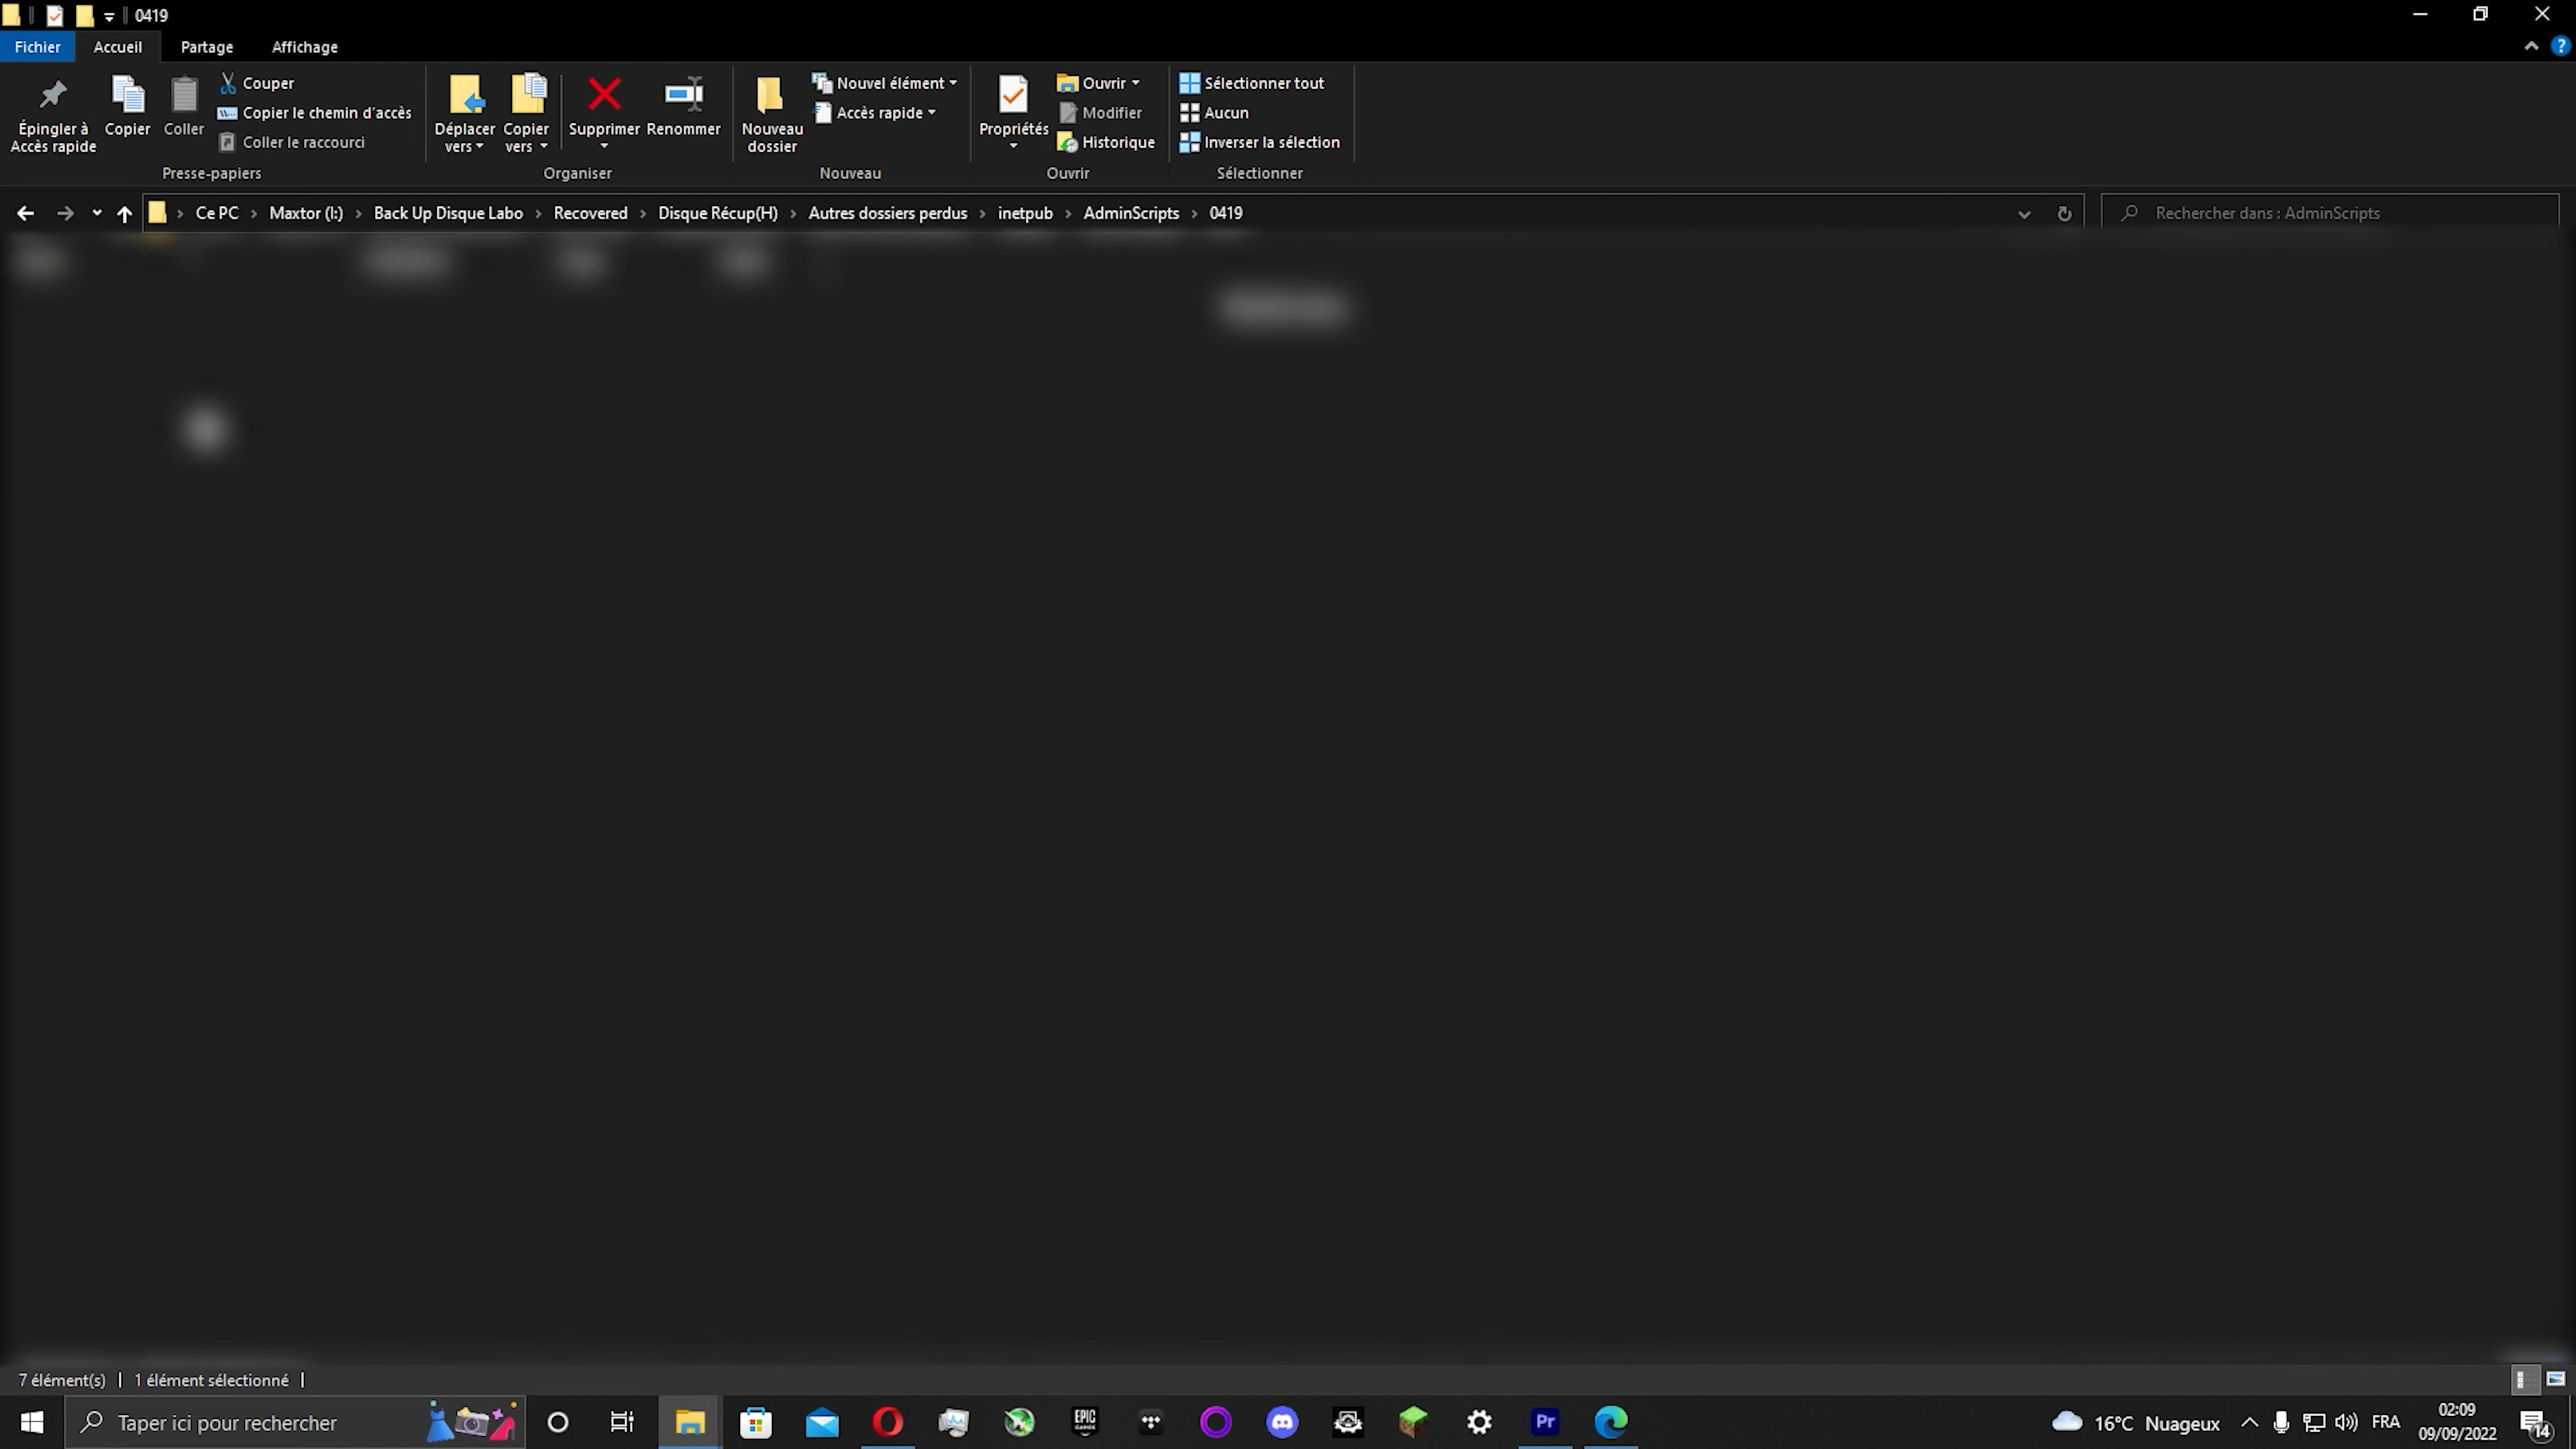 0419
Fichier Accueil Partage Affichage
Épingler à Accès rapide
Copier
Coller
Couper
Copier le chemin d'accès
Coller le raccourci
Presse-papiers
Déplacer vers
Copier vers
Supprimer
Renommer
Organiser
Nouveau dossier
Nouvel élément
Accès rapide
Nouveau
Propriétés
Ouvrir
Modifier
Historique
Ouvrir
Sélectionner tout
Aucun
Inverser la sélection
Sélectionner
Ce PC > Maxtor (I:) > Back Up Disque Labo > Recovered > Disque Récup(H) > Autres dossiers perdus > inetpub > AdminScripts > 0419
Rechercher dans : AdminScripts
7 élément(s) | 1 élément sélectionné |
Taper ici pour rechercher
EPIC GAMES
Pr
16°C Nuageux
FRA
02:09
09/09/2022
14